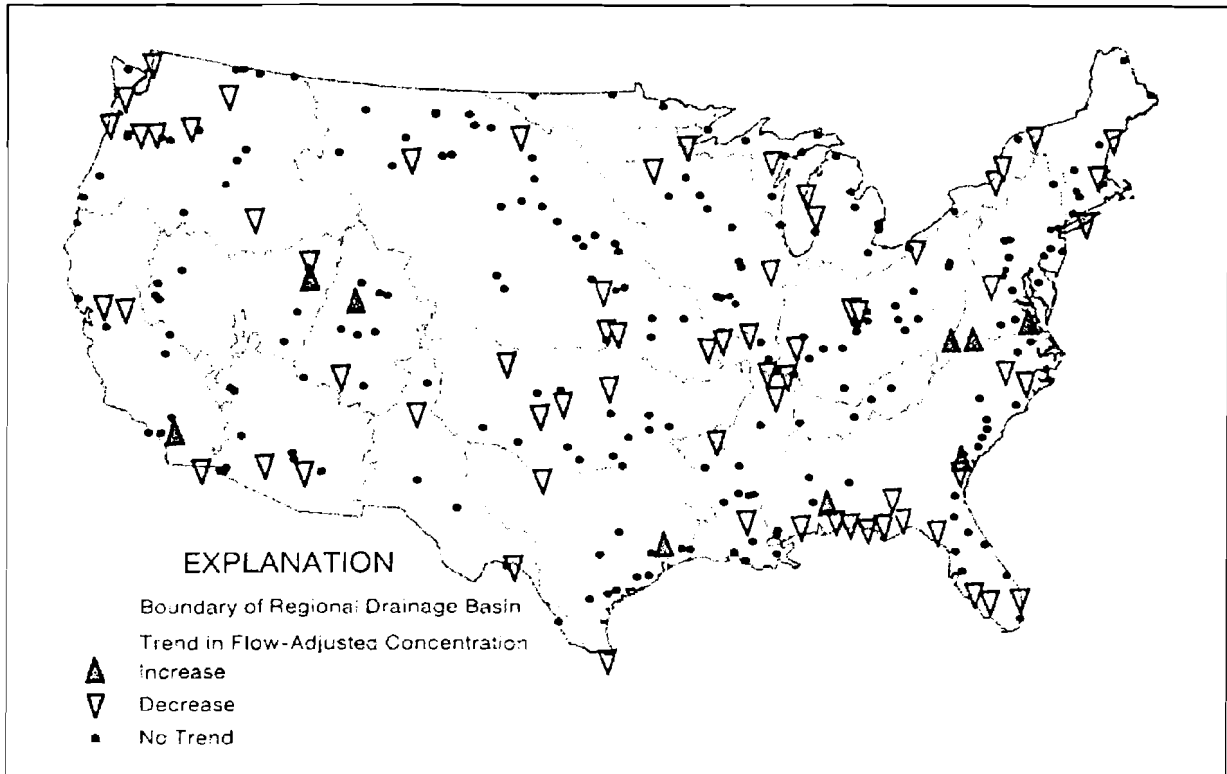 EXPLANATION
Boundary of Regional Drainage Basin
Trend in Flow-Adjusted Concentration
Increase
Decrease
No Trend